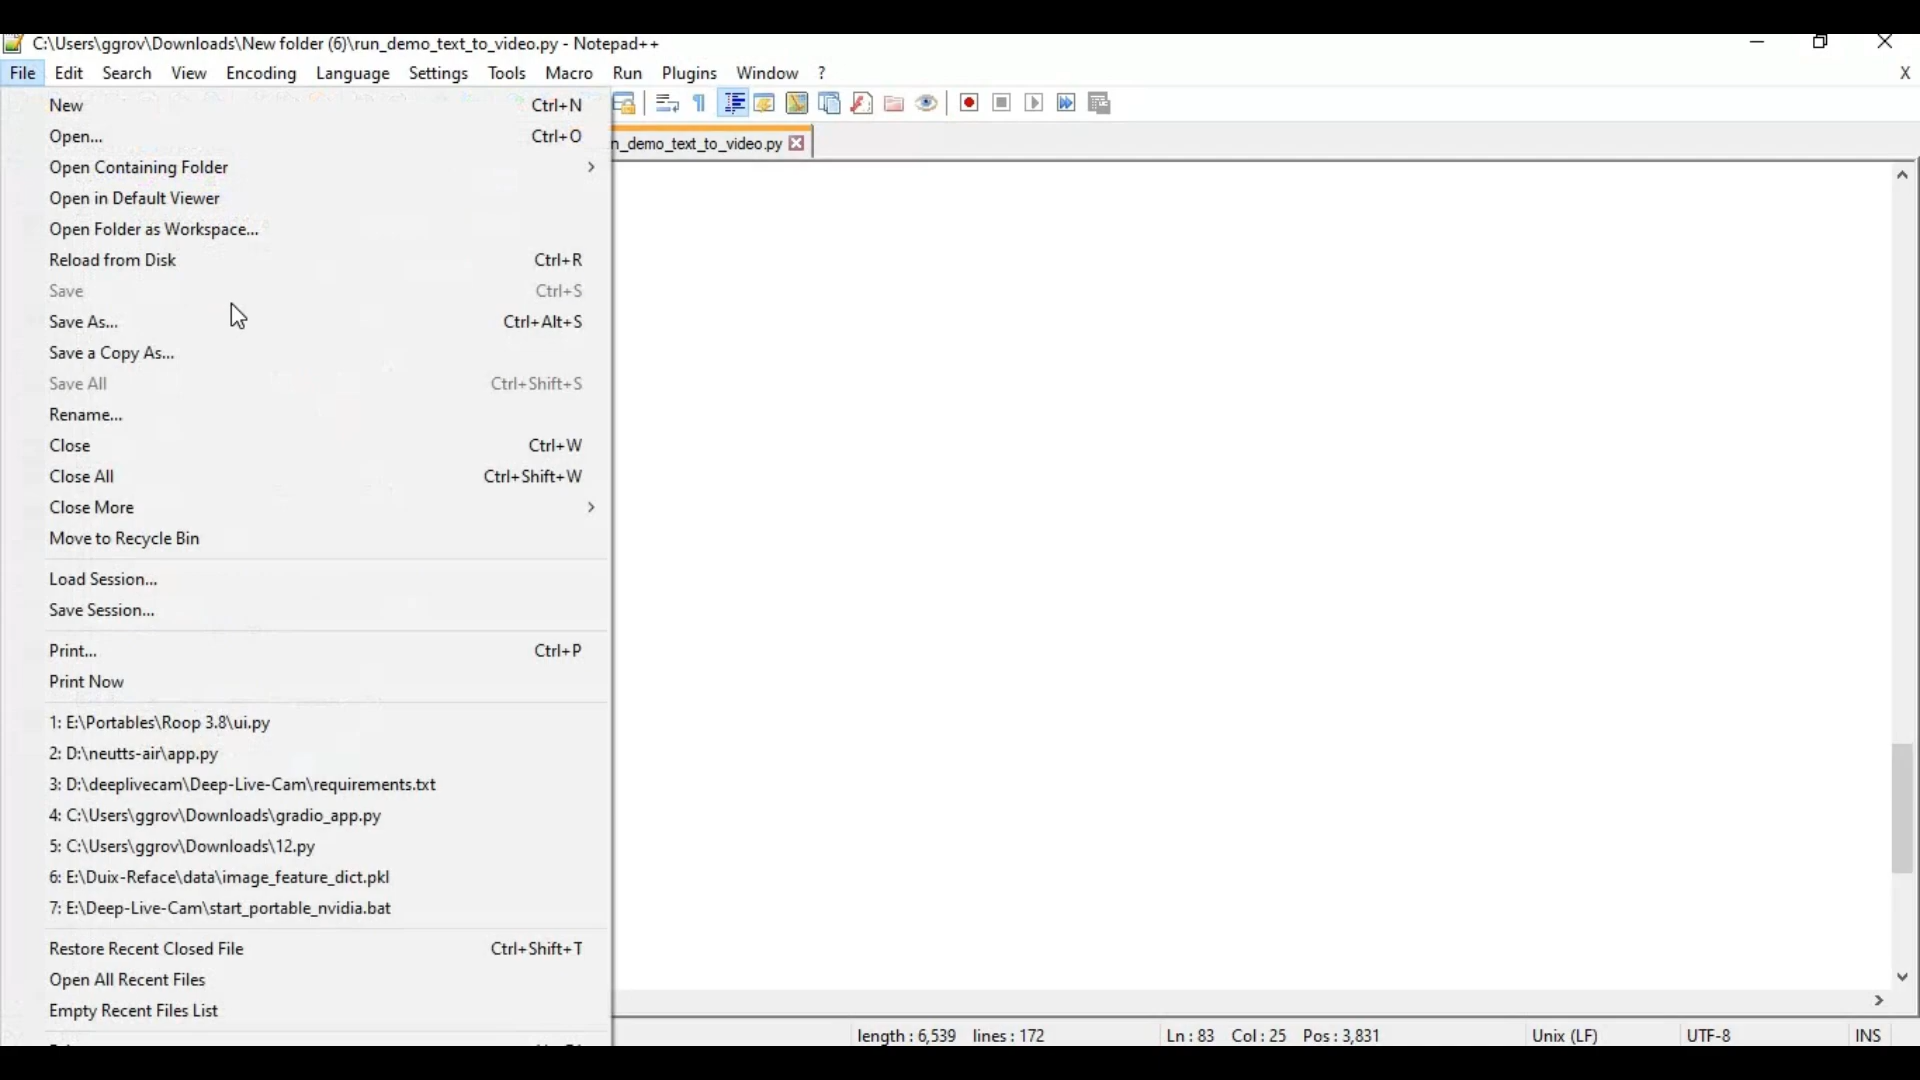 C:\Users\ggrov\Downloads\New folder (6)\run_demo_text_to_video.py - Notepad++
File Edit Search View Encoding Language Settings Tools Macro Run Plugins Window ? X
n_demo_text_to_video.py
New Ctrl+N
Open... Ctrl+O
Open Containing Folder
Open in Default Viewer
Open Folder as Workspace...
Reload from Disk Ctrl+R
Save Ctrl+S
Save As... Ctrl+Alt+S
Save a Copy As...
Save All Ctrl+Shift+S
Rename...
Close Ctrl+W
Close All Ctrl+Shift+W
Close More
Move to Recycle Bin
Load Session...
Save Session...
Print... Ctrl+P
Print Now
1: E:\Portables\Roop 3.8\ui.py
2: D:\neutts-air\app.py
3: D:\deeplivecam\Deep-Live-Cam\requirements.txt
4: C:\Users\ggrov\Downloads\gradio_app.py
5: C:\Users\ggrov\Downloads\12.py
6: E:\Duix-Reface\data\image_feature_dict.pkl
7: E:\Deep-Live-Cam\start_portable_nvidia.bat
Restore Recent Closed File Ctrl+Shift+T
Open All Recent Files
Empty Recent Files List
length : 6,539 lines : 172 Ln : 83 Col : 25 Pos : 3,831 Unix (LF) UTF-8 INS